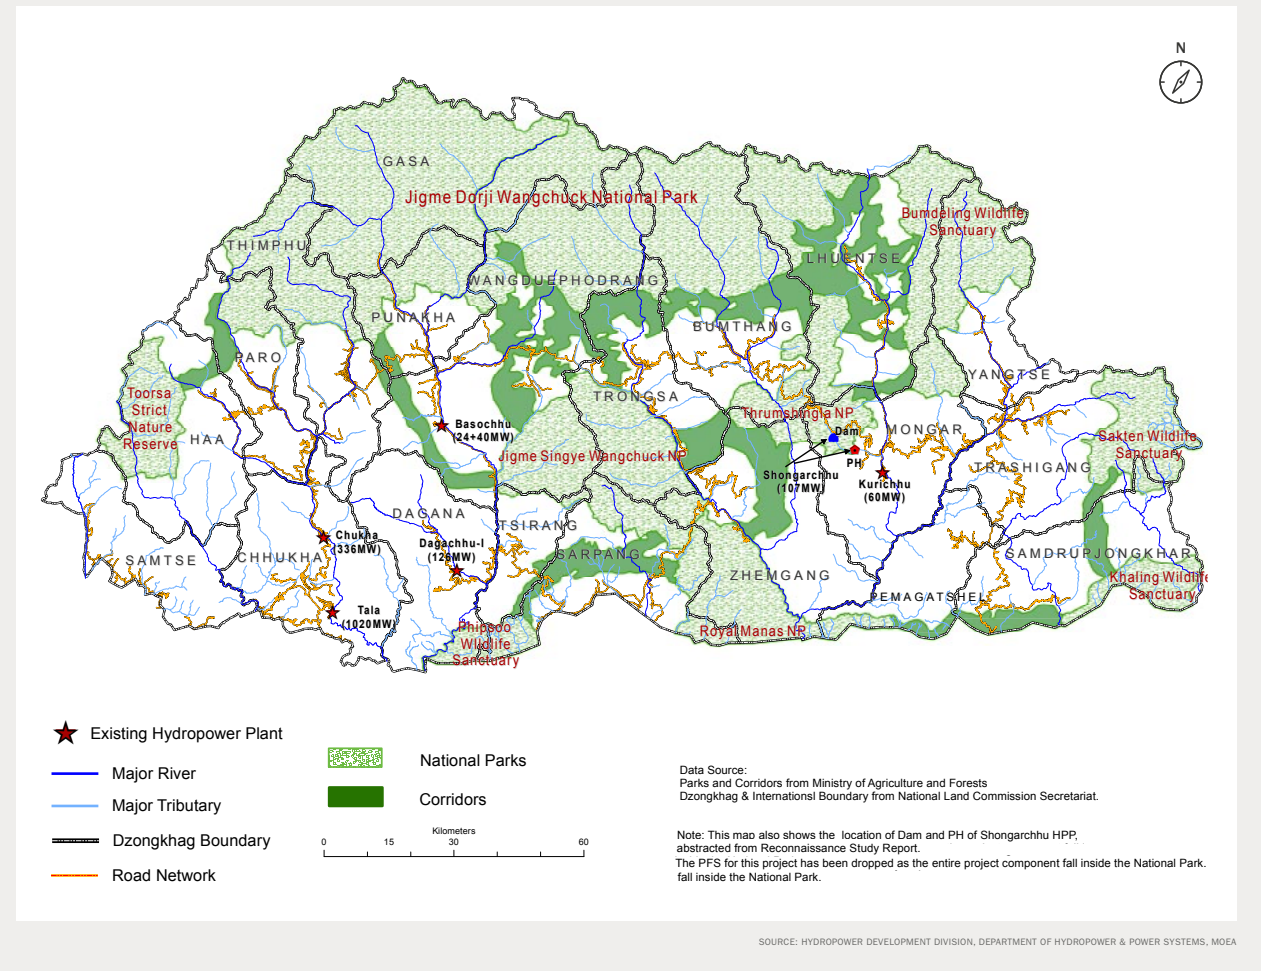 N
GASA
Jigme Dorji Wangchuck National Park
Bumdeling Wildlife
Sanctuary
THIMPHU
LHUENTSE
WANGDUEPHODRANG
PUNAKHA
BUMTHANG
PARO
YANGTSE
Toorsa
Strict
Nature
Reserve
TRONGSA
Thrumshingla NP
HAA
Basochhu
(24+40MW)
Dam
MONGAR
Sakten Wildlife
Sanctuary
Jigme Singye Wangchuck NP
PH
TRASHIGANG
Shongarchhu
(107MW)
Kurichhu
(60MW)
DAGANA
TSIRANG
Chukha
(336MW)
Dagachhu-I
(126MW)
SAMTSE
CHHUKHA
SARPANG
SAMDRUPJONGKHAR
ZHEMGANG
Khaling Wildlife
Sanctuary
PEMAGATSHEL
Tala
(1020MW)
Phipsoo
Wildlife
Sanctuary
Royal Manas NP
Existing Hydropower Plant
Major River
Major Tributary
Dzongkhag Boundary
Road Network
National Parks
Corridors
Kilometers
0 15 30 60
Data Source:
Parks and Corridors from Ministry of Agriculture and Forests
Dzongkhag & Internationsl Boundary from National Land Commission Secretariat.
Note: This map also shows the location of Dam and PH of Shongarchhu HPP,
abstracted from Reconnaissance Study Report.
The PFS for this project has been dropped as the entire project component fall inside the National Park.
fall inside the National Park.
SOURCE: HYDROPOWER DEVELOPMENT DIVISION, DEPARTMENT OF HYDROPOWER & POWER SYSTEMS, MOEA